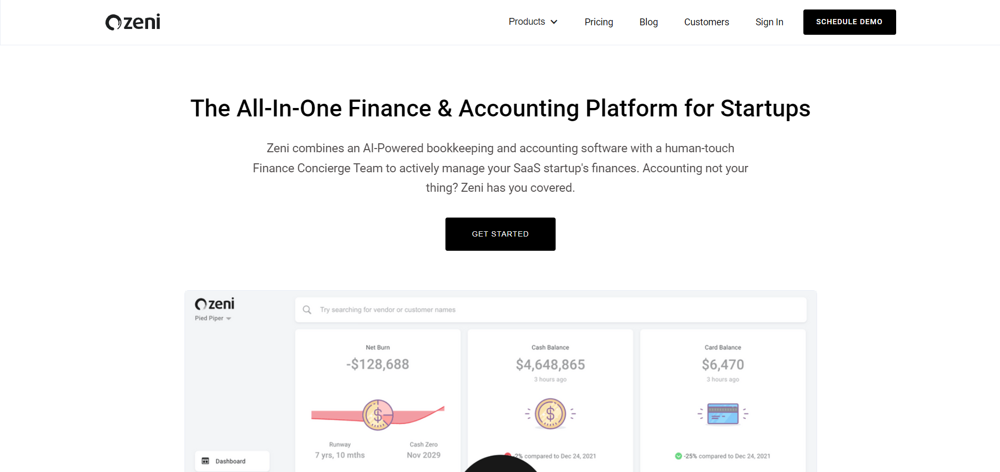 zeni
Products
Pricing
Blog
Customers
Sign In
SCHEDULE DEMO
The All-In-One Finance & Accounting Platform for Startups
Zeni combines an AI-Powered bookkeeping and accounting software with a human-touch
Finance Concierge Team to actively manage your SaaS startup's finances. Accounting not your
thing? Zeni has you covered.
GET STARTED
zeni
Pied Piper
Try searching for vendor or customer names
Net Burn
-$128,688
Runway
7 yrs, 10 mths
Cash Zero
Nov 2029
Cash Balance
$4,648,865
3 hours ago
-2% compared to Dec 24, 2021
Card Balance
$6,470
3 hours ago
-25% compared to Dec 24, 2021
Dashboard